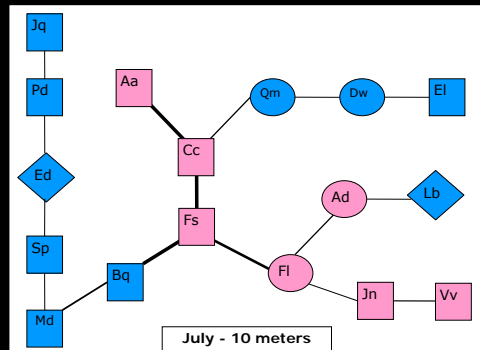 Jq
Aa
Pd
Qm
Dw
El
Cc
Ed
Ad
Lb
Fs
Sp
Bq
Fl
Jn
Vv
Md
July - 10 meters